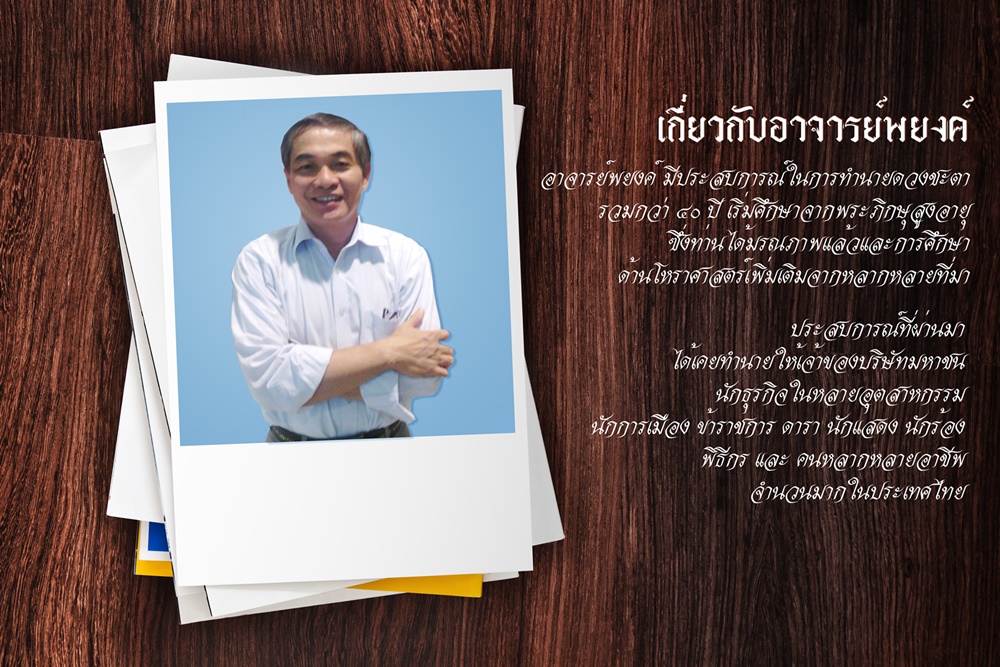 เกี่ยวกับอาจารย์พยงค์
อาจารย์พยงค์ มีประสบการณ์ในการทำนายดวงชะตา
รวมกว่า ๔๐ ปี เริ่มศึกษาจากพระภิกษุสูงอายุ
ซึ่งท่านได้มรณภาพแล้วและการศึกษา
ด้านโหราศาสตร์เพิ่มเติมจากหลากหลายที่มา
ประสบการณ์ที่ผ่านมา
ได้เคยทำนายให้เจ้าของบริษัทมหาชน
นักธุรกิจในหลายอุตสาหกรรม
นักการเมือง ข้าราชการ ดารา นักแสดง นักร้อง
พิธีกร และ คนหลากหลายอาชีพ
จำนวนมากในประเทศไทย